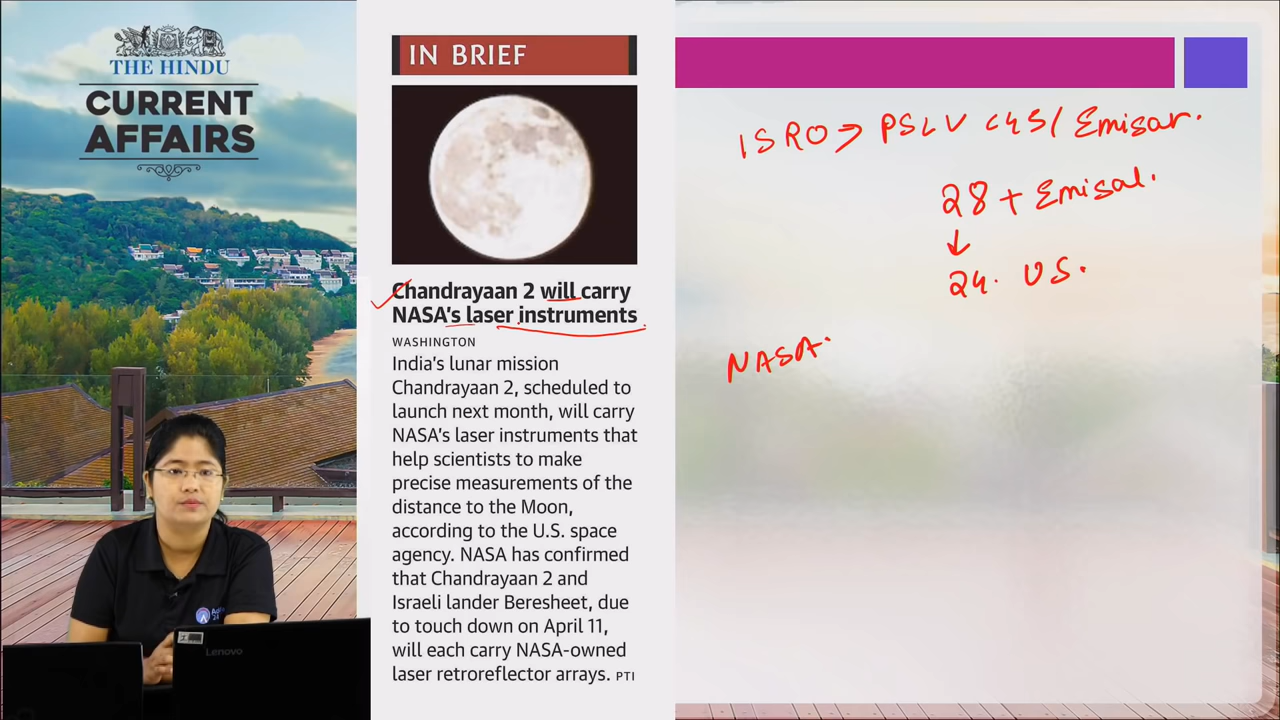 THE HINDU
CURRENT
AFFAIRS
IN BRIEF
Chandrayaan 2 will carry
NASA's laser instruments
WASHINGTON
India's lunar mission
Chandrayaan 2, scheduled to
launch next month, will carry
NASA's laser instruments that
help scientists to make
precise measurements of the
distance to the Moon,
according to the U.S. space
agency. NASA has confirmed
that Chandrayaan 2 and
Israeli lander Beresheet, due
to touch down on April 11,
will each carry NASA-owned
laser retroreflector arrays. PTI
ISRO → PSLV C45/ Emisar.
28 + Emisal.
↓
24. US.
NASA.
Lenovo